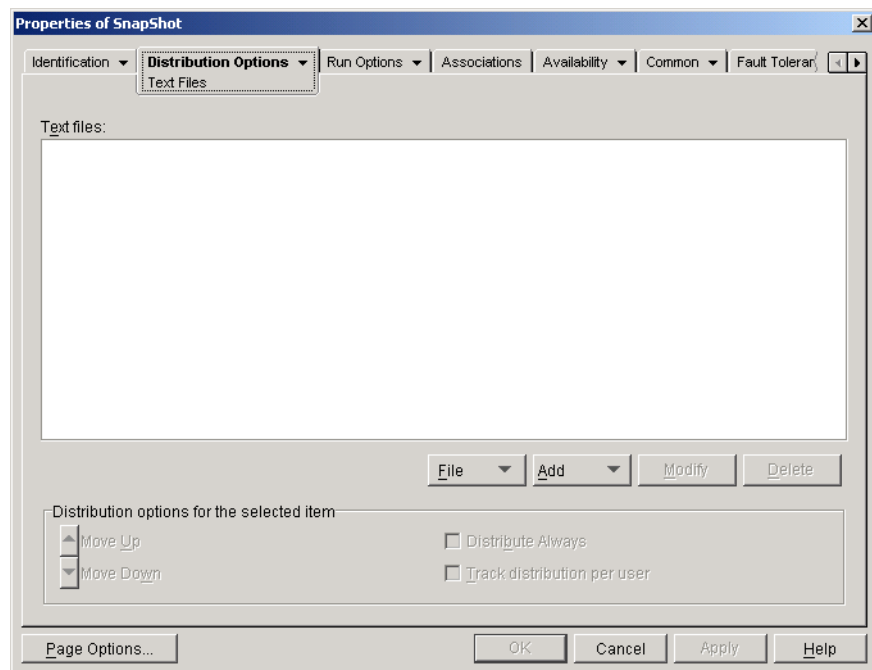 Properties of SnapShot
Identification
Distribution Options
Run Options
Associations
Availability
Common
Fault
Text Files
Text files:
File
Add
Modify
Delete
Distribution options for the selected item
Move Up
Distribute Always
Move Down
Track distribution per user
Page Options...
OK
Cancel
Apply
Help